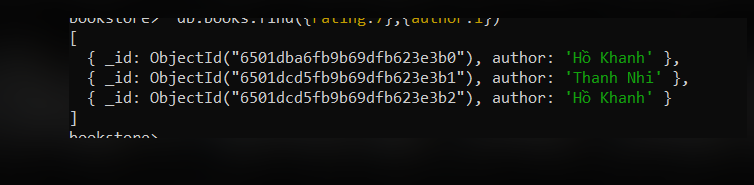 bookstore> db.books.find({rating:7},{author:1})
[
{ _id: ObjectId("6501dba6fb9b69dfb623e3b0"), author: 'Hồ Khanh' },
{ _id: ObjectId("6501dcd5fb9b69dfb623e3b1"), author: 'Thanh Nhi' },
{ _id: ObjectId("6501dcd5fb9b69dfb623e3b2"), author: 'Hồ Khanh' }
]
bookstore>